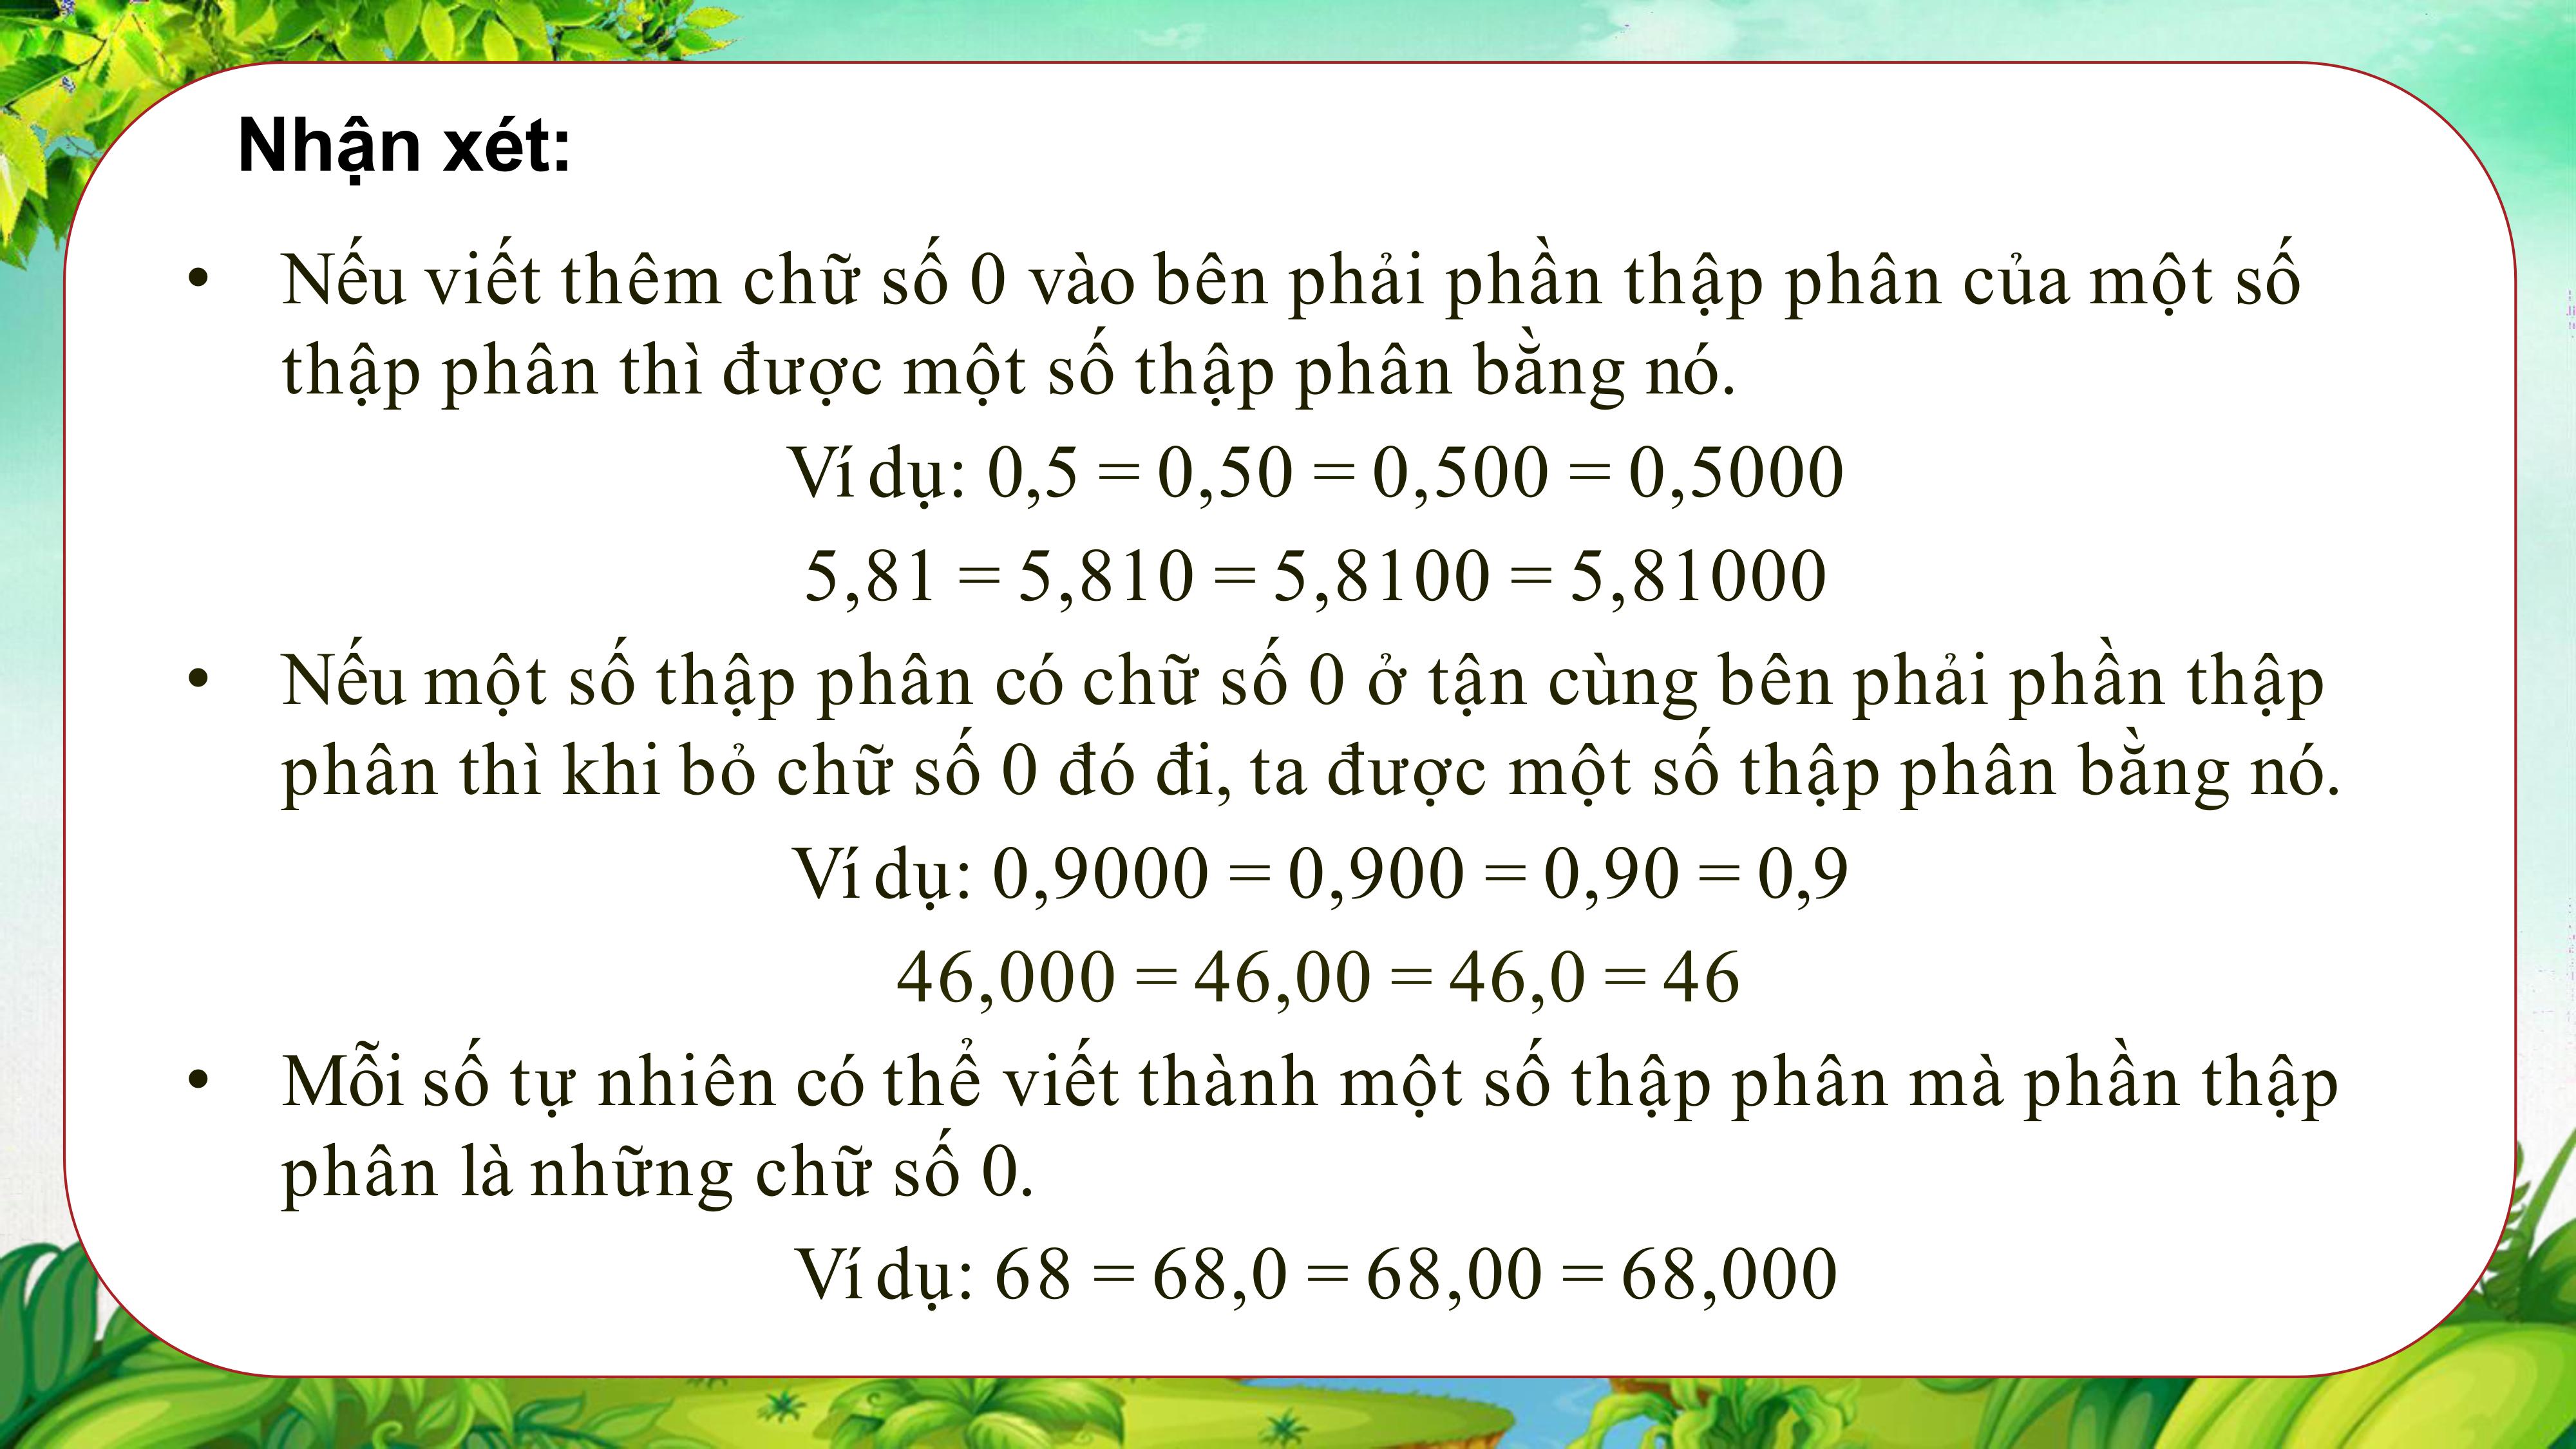 Nhận xét:
• Nếu viết thêm chữ số 0 vào bên phải phần thập phân của một số
thập phân thì được một số thập phân bằng nó.
Ví dụ: 0,5 = 0,50 = 0,500 = 0,5000
5,81 = 5,810 = 5,8100 = 5,81000
• Nếu một số thập phân có chữ số 0 ở tận cùng bên phải phần thập
phân thì khi bỏ chữ số 0 đó đi, ta được một số thập phân bằng nó.
Ví dụ: 0,9000 = 0,900 = 0,90 = 0,9
46,000 = 46,00 = 46,0 = 46
• Mỗi số tự nhiên có thể viết thành một số thập phân mà phần thập
phân là những chữ số 0.
Ví dụ: 68 = 68,0 = 68,00 = 68,000